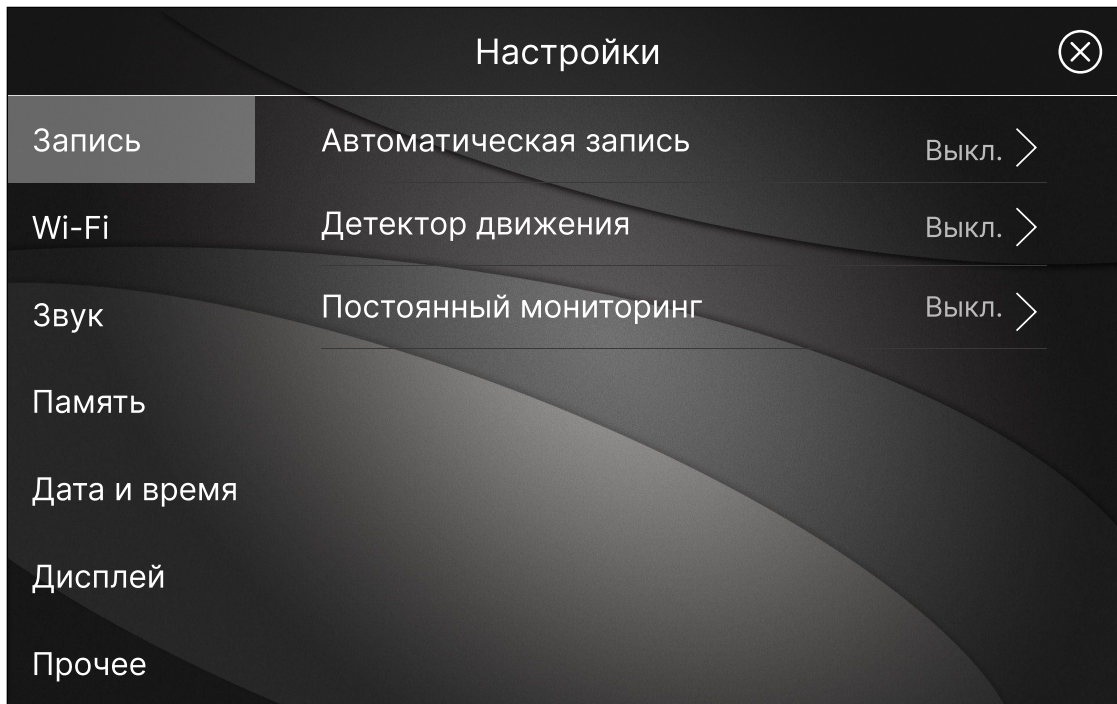 Настройки
Запись
Автоматическая запись
Выкл.
Wi-Fi
Детектор движения
Выкл.
Звук
Постоянный мониторинг
Выкл.
Память
Дата и время
Дисплей
Прочее